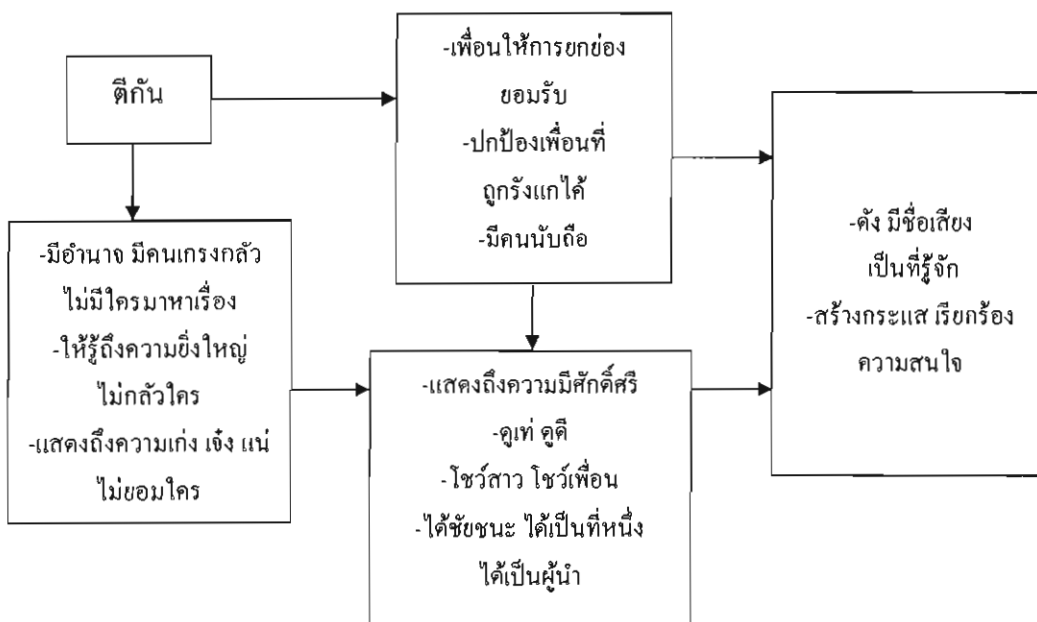 ตีกัน
-เพื่อนให้การยกย่อง
ยอมรับ
-ปกป้องเพื่อนที่
ถูกรังแกได้
-มีคนนับถือ
-มีอำนาจ มีคนเกรงกลัว
ไม่มีใครมาหาเรื่อง
-ให้รู้ถึงความยิ่งใหญ่
ไม่กลัวใคร
-แสดงถึงความเก่ง เจ๋ง แน่
ไม่ยอมใคร
-แสดงถึงความมีศักดิ์ศรี
-ดูเท่ ดูดี
-โชว์สาว โชว์เพื่อน
-ได้ชัยชนะ ได้เป็นที่หนึ่ง
ได้เป็นผู้นำ
-ดัง มีชื่อเสียง
เป็นที่รู้จัก
-สร้างกระแส เรียกร้อง
ความสนใจ